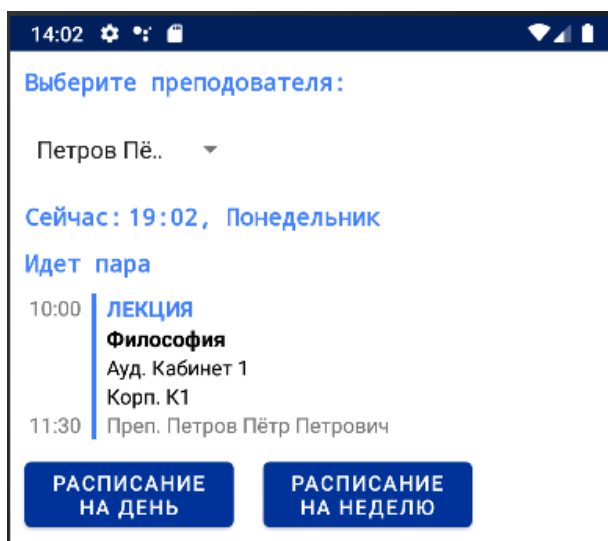 14:02
Выберите преподователя:
Петров Пё..
Сейчас: 19:02, Понедельник
Идет пара
10:00 ЛЕКЦИЯ
Философия
Ауд. Кабинет 1
Корп. К1
11:30 Преп. Петров Пётр Петрович
РАСПИСАНИЕ
НА ДЕНЬ
РАСПИСАНИЕ
НА НЕДЕЛЮ